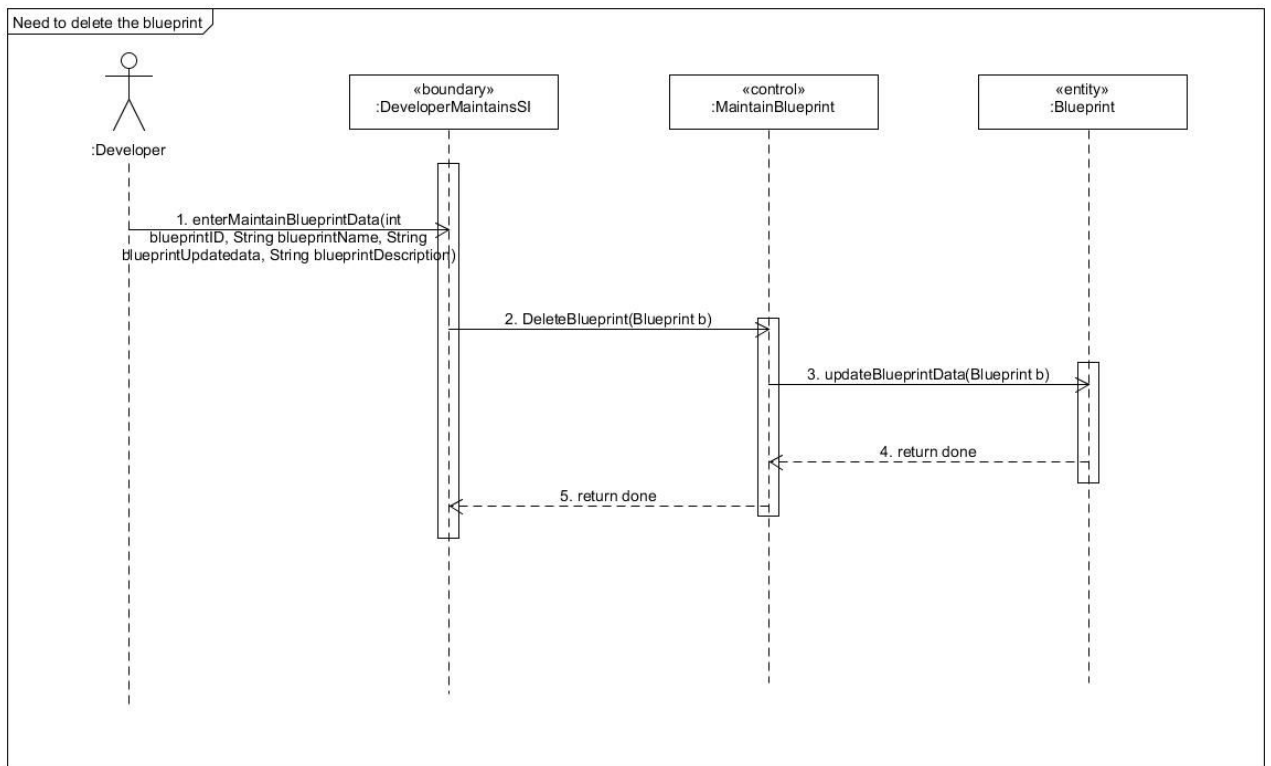 Need to delete the blueprint
«boundary»
:DeveloperMaintainsSI
«control»
:MaintainBlueprint
«entity»
:Blueprint
:Developer
1. enterMaintainBlueprintData(int
blueprintID, String blueprintName, String
blueprintUpdatedata, String blueprintDescription)
2. DeleteBlueprint(Blueprint b)
3. updateBlueprintData(Blueprint b)
4. return done
5. return done